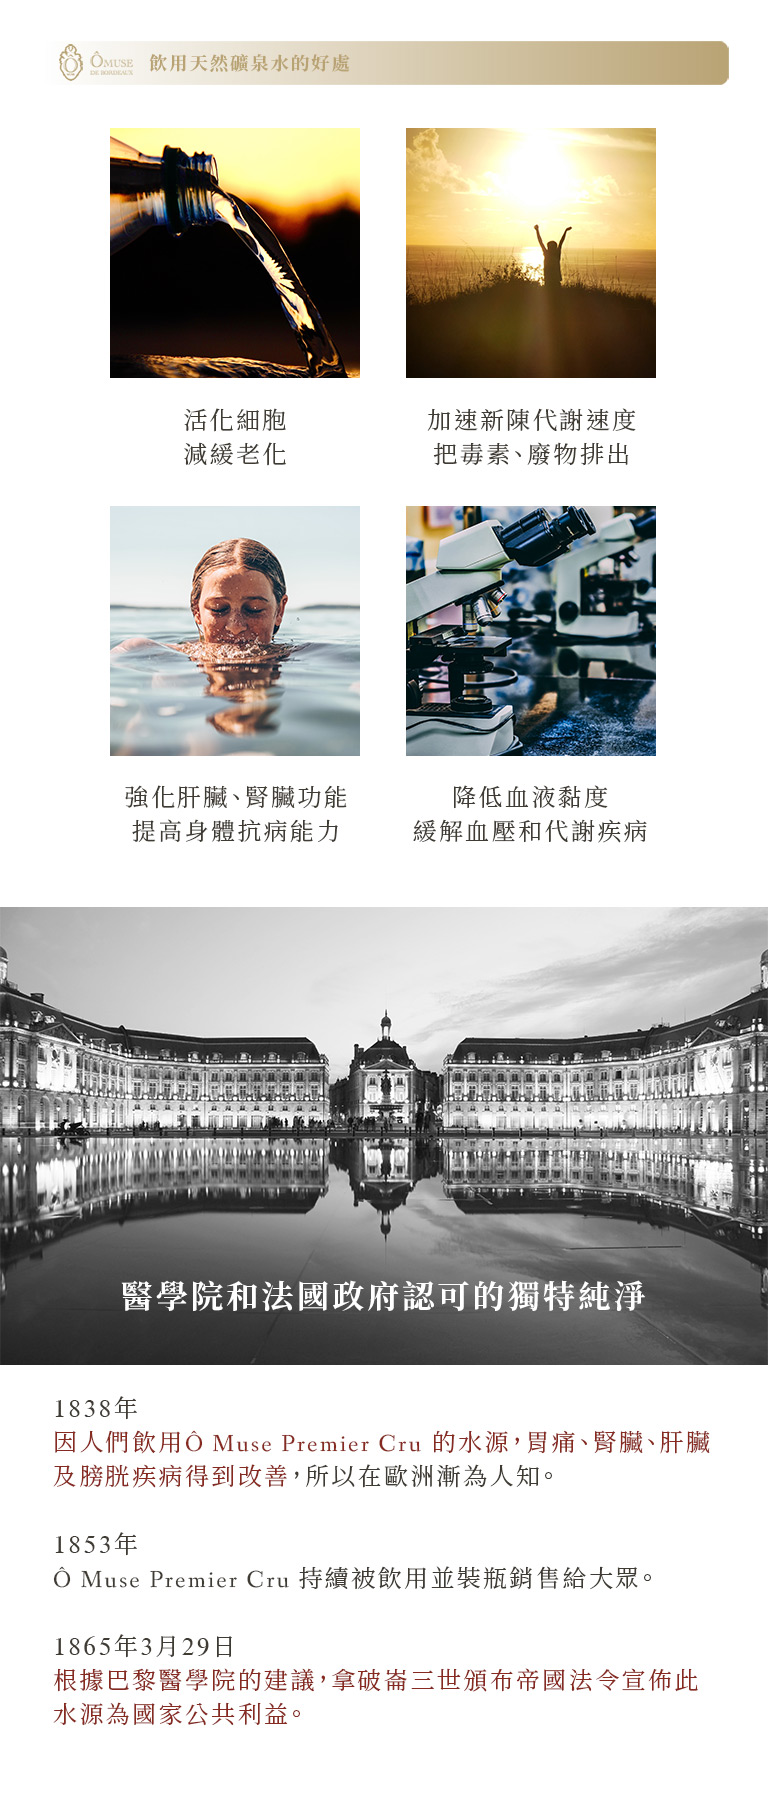 ÔMUSE
DE BORDEAUX
飲用天然礦泉水的好處
活化細胞
減緩老化
加速新陳代謝速度
把毒素、廢物排出
強化肝臟、腎臟功能
提高身體抗病能力
降低血液黏度
緩解血壓和代謝疾病
醫學院和法國政府認可的獨特純淨
1838年
因人們飲用Ô Muse Premier Cru 的水源，胃痛、腎臟、肝臟
及膀胱疾病得到改善，所以在歐洲漸為人知。
1853年
Ô Muse Premier Cru 持續被飲用並裝瓶銷售給大眾。
1865年3月29日
根據巴黎醫學院的建議，拿破崙三世頒布帝國法令宣佈此
水源為國家公共利益。